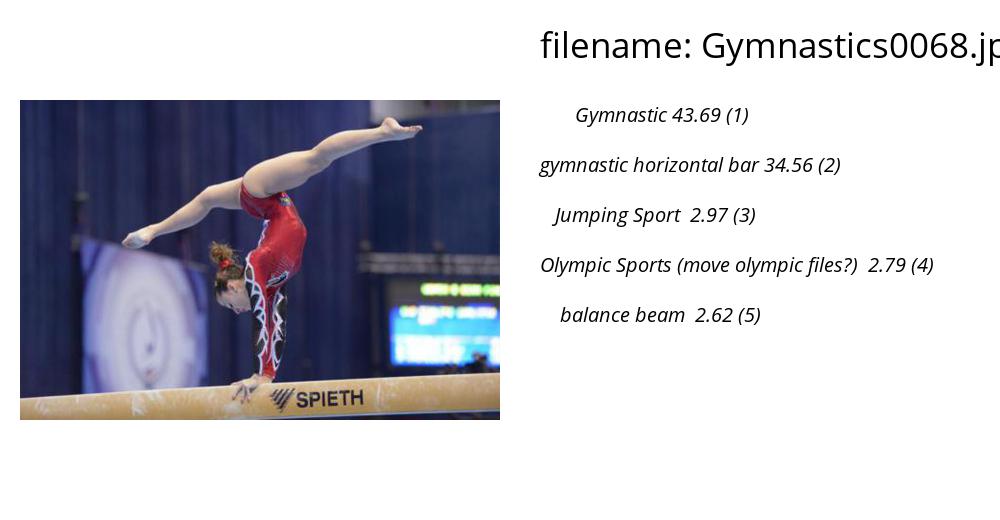 filename: Gymnastics0068.jp
Gymnastic 43.69 (1)
gymnastic horizontal bar 34.56 (2)
Jumping Sport 2.97 (3)
Olympic Sports (move olympic files?) 2.79 (4)
balance beam 2.62 (5)
SPIETH